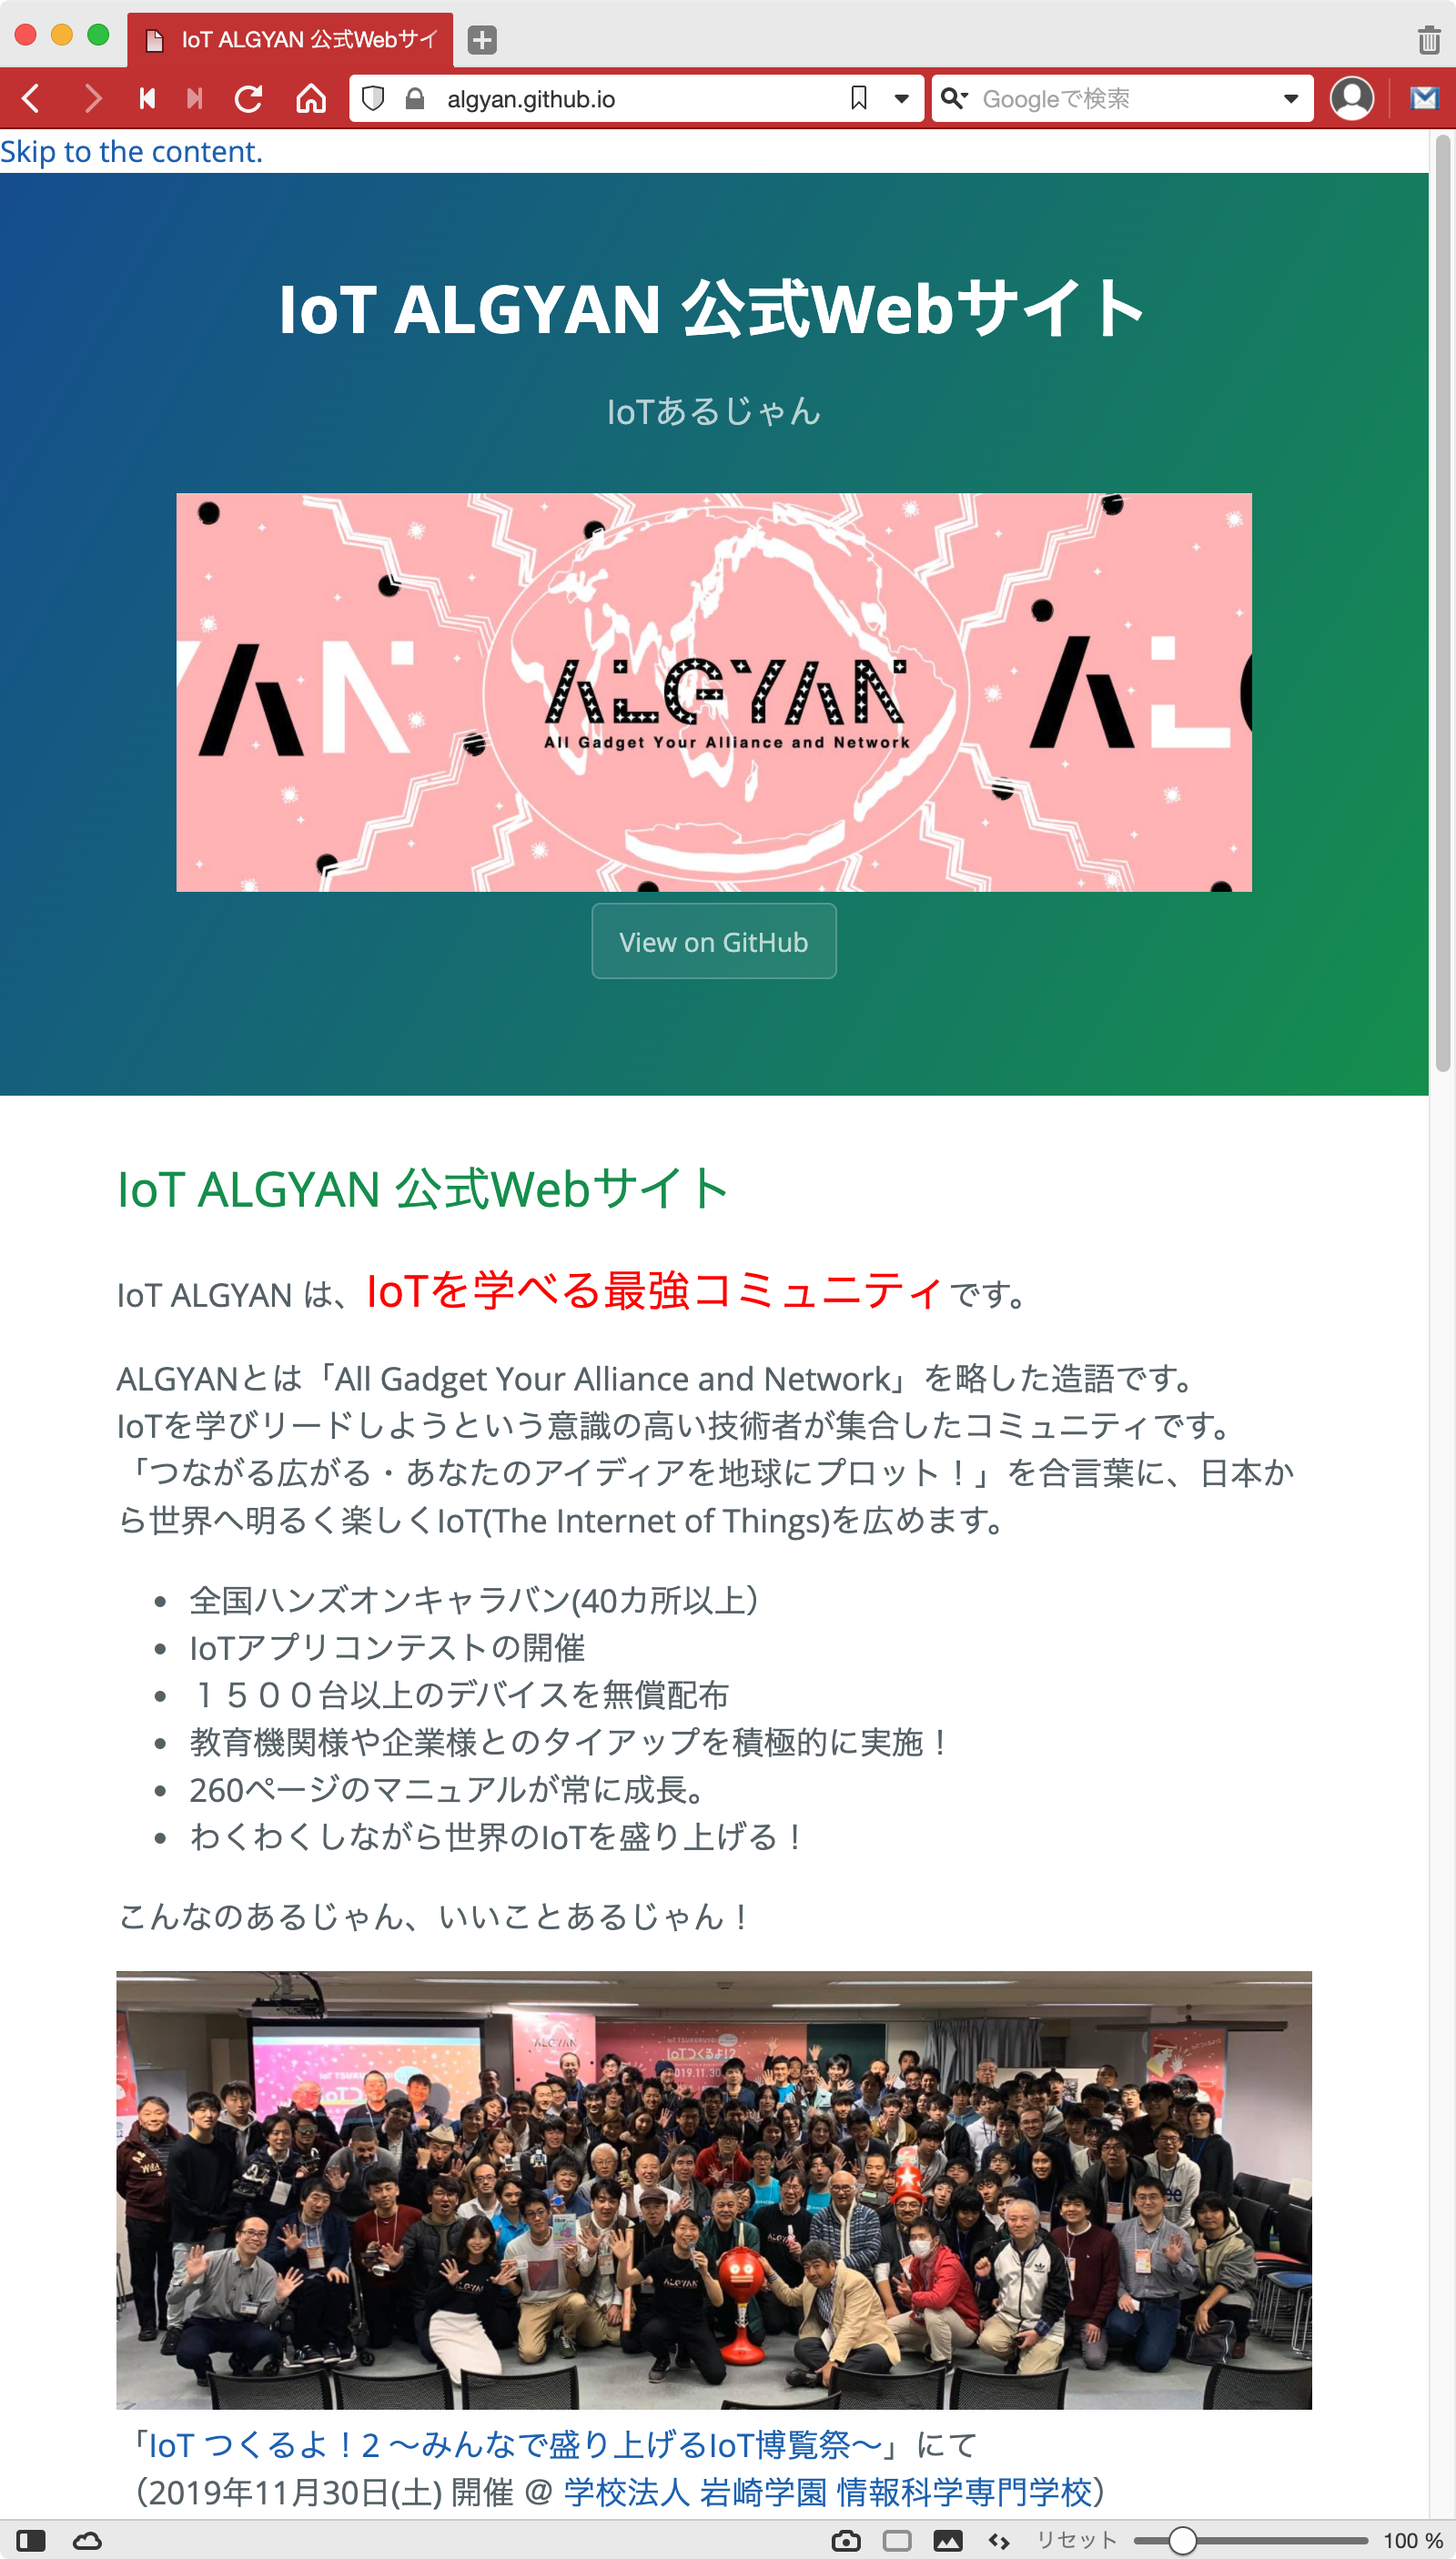 IoT ALGYAN 公式Webサイ
algyan.github.io
Googleで検索
Skip to the content.
IoT ALGYAN 公式Webサイト
IoTあるじゃん
ALGYAN
All Gadget Your Alliance and Network
View on GitHub
IoT ALGYAN 公式Webサイト
IoT ALGYAN は、IoTを学べる最強コミュニティです。
ALGYANとは「All Gadget Your Alliance and Network」を略した造語です。
IoTを学びリードしようという意識の高い技術者が集合したコミュニティです。
「つながる広がる・あなたのアイディアを地球にプロット！」を合言葉に、日本か
ら世界へ明るく楽しくIoT(The Internet of Things)を広めます。
• 全国ハンズオンキャラバン(40カ所以上）
• IoTアプリコンテストの開催
• １５００台以上のデバイスを無償配布
• 教育機関様や企業様とのタイアップを積極的に実施！
• 260ページのマニュアルが常に成長。
• わくわくしながら世界のIoTを盛り上げる！
こんなのあるじゃん、いいことあるじゃん！
ALGYAN
IoTつくるよ!2
ALGYAN
「IoT つくるよ！2 〜みんなで盛り上げるIoT博覧祭〜」にて
（2019年11月30日(土) 開催 @ 学校法人 岩崎学園 情報科学専門学校）
リセット
100 %